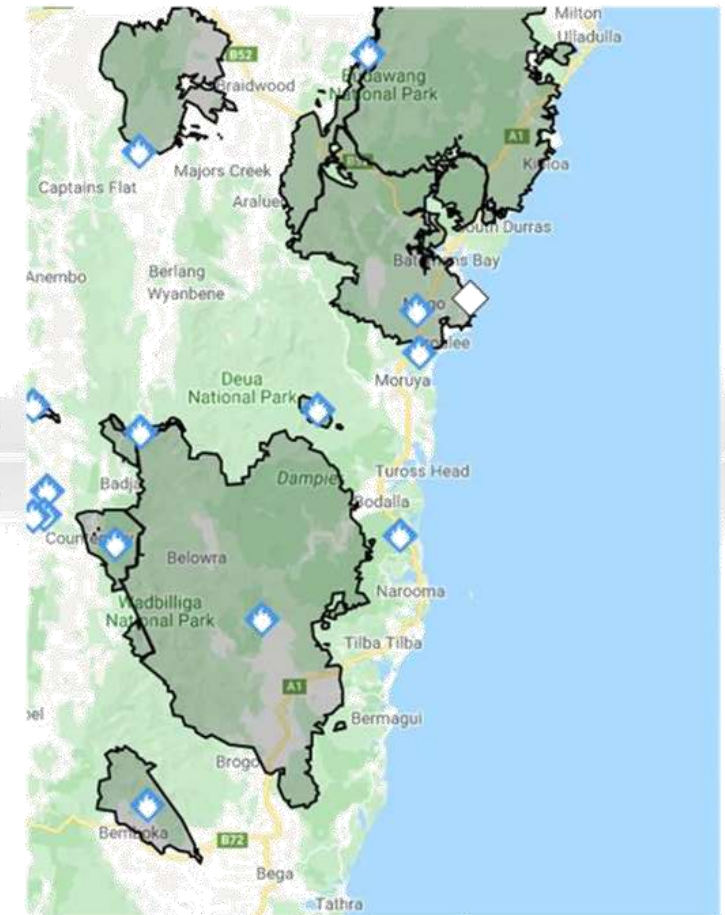 Milton
Ulladulla
B52
Budawang
National Park
Braidwood
A1
B52
Kioloa
Majors Creek
Captains Flat
Araluen
South Durras
Batemans Bay
Anembo
Berlang
Wyanbene
Mogo
Deua
National Park
Moruya
Tuross Head
Dampier
Badja
Bodalla
Belowra
Narooma
Wadbilliga
National Park
Tilba Tilba
A1
Bermagui
Brogo
Bemboka
B72
Bega
Tathra